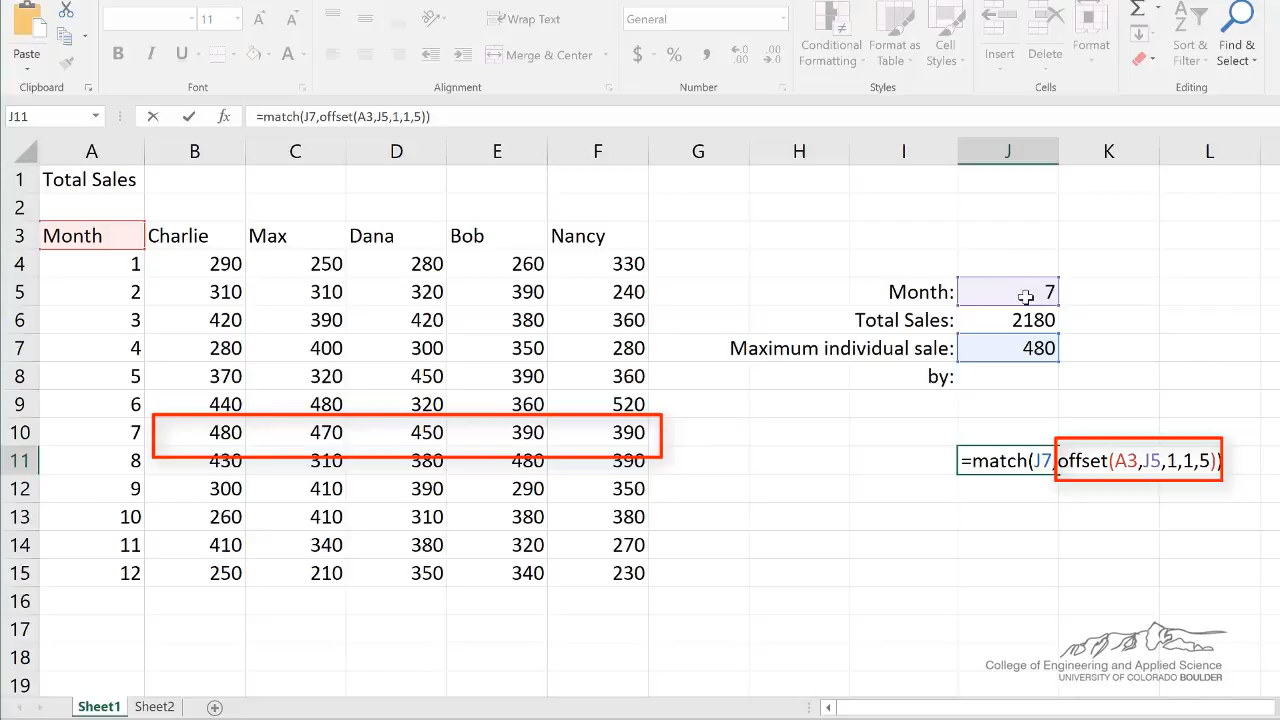 11
Wrap Text
General
Paste
B I U
Merge & Center
$ % ,
Conditional Formatting
Format as Table
Cell Styles
Insert
Delete
Format
Sort & Filter
Find & Select
Clipboard
Font
Alignment
Number
Styles
Cells
Editing
J11
fx
=match(J7,offset(A3,J5,1,1,5))
A B C D E F G H I J K L
1 Total Sales
2
3 Month Charlie Max Dana Bob Nancy
4 1 290 250 280 260 330
5 2 310 310 320 390 240 Month: 7
6 3 420 390 420 380 360 Total Sales: 2180
7 4 280 400 300 350 280 Maximum individual sale: 480
8 5 370 320 450 390 360 by:
9 6 440 480 320 360 520
10 7 480 470 450 390 390
11 8 430 310 380 480 390 =match(J7,offset(A3,J5,1,1,5))
12 9 300 410 390 290 350
13 10 260 410 310 380 380
14 11 410 340 380 320 270
15 12 250 210 350 340 230
16
17
18
19
College of Engineering and Applied Science
UNIVERSITY OF COLORADO BOULDER
Sheet1 Sheet2